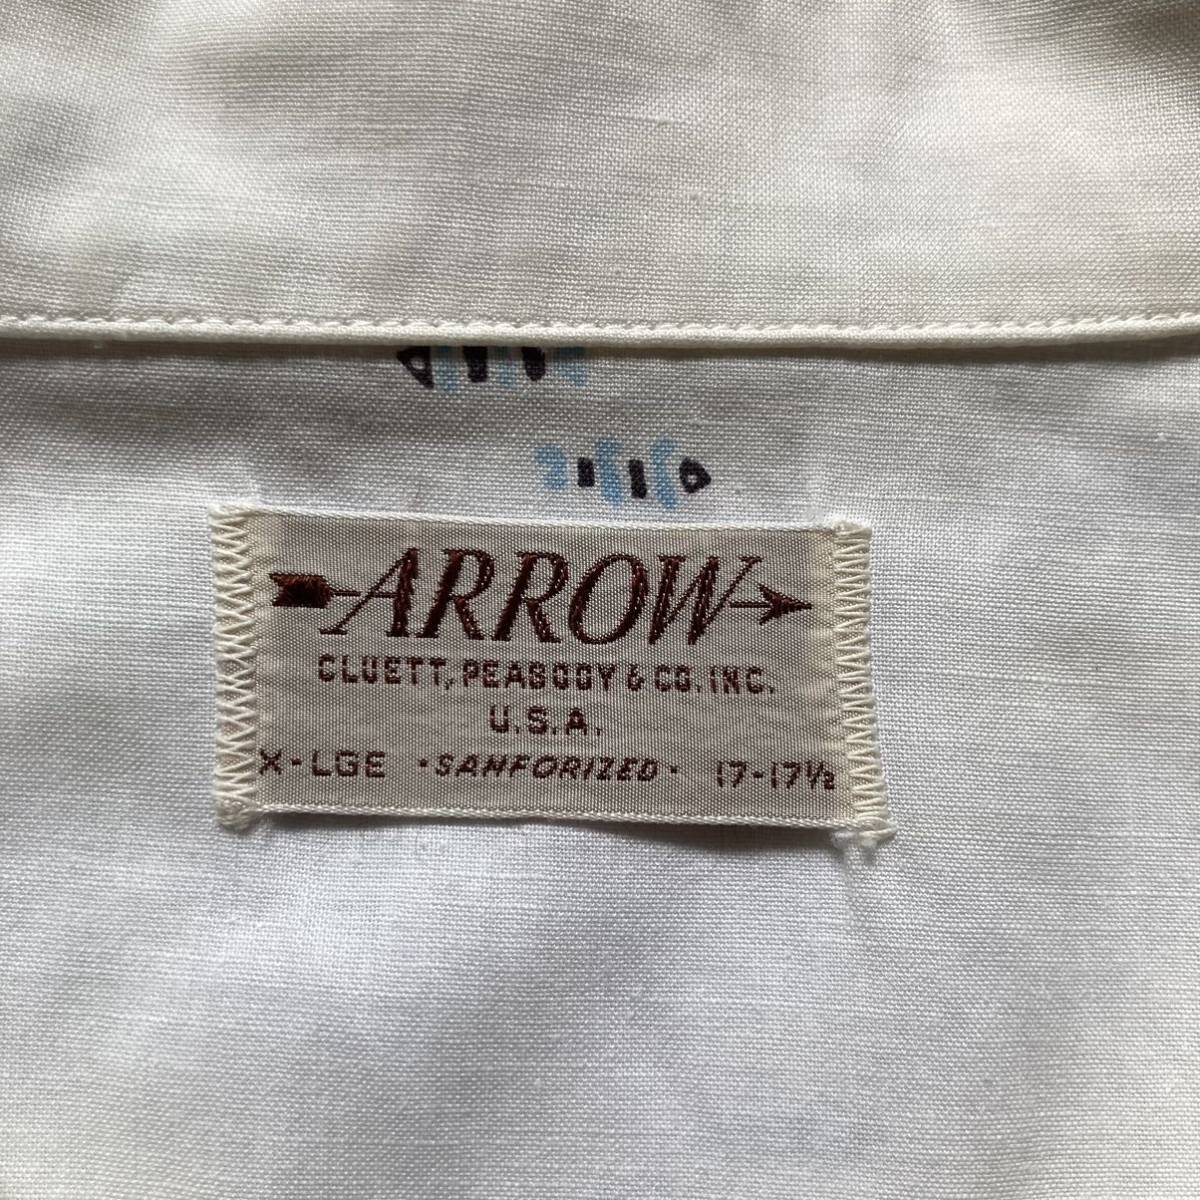 ARROW
CLUETT, PEABODY & CO. INC.
U.S.A.
X-LGE ·SANFORIZED· 17-17½